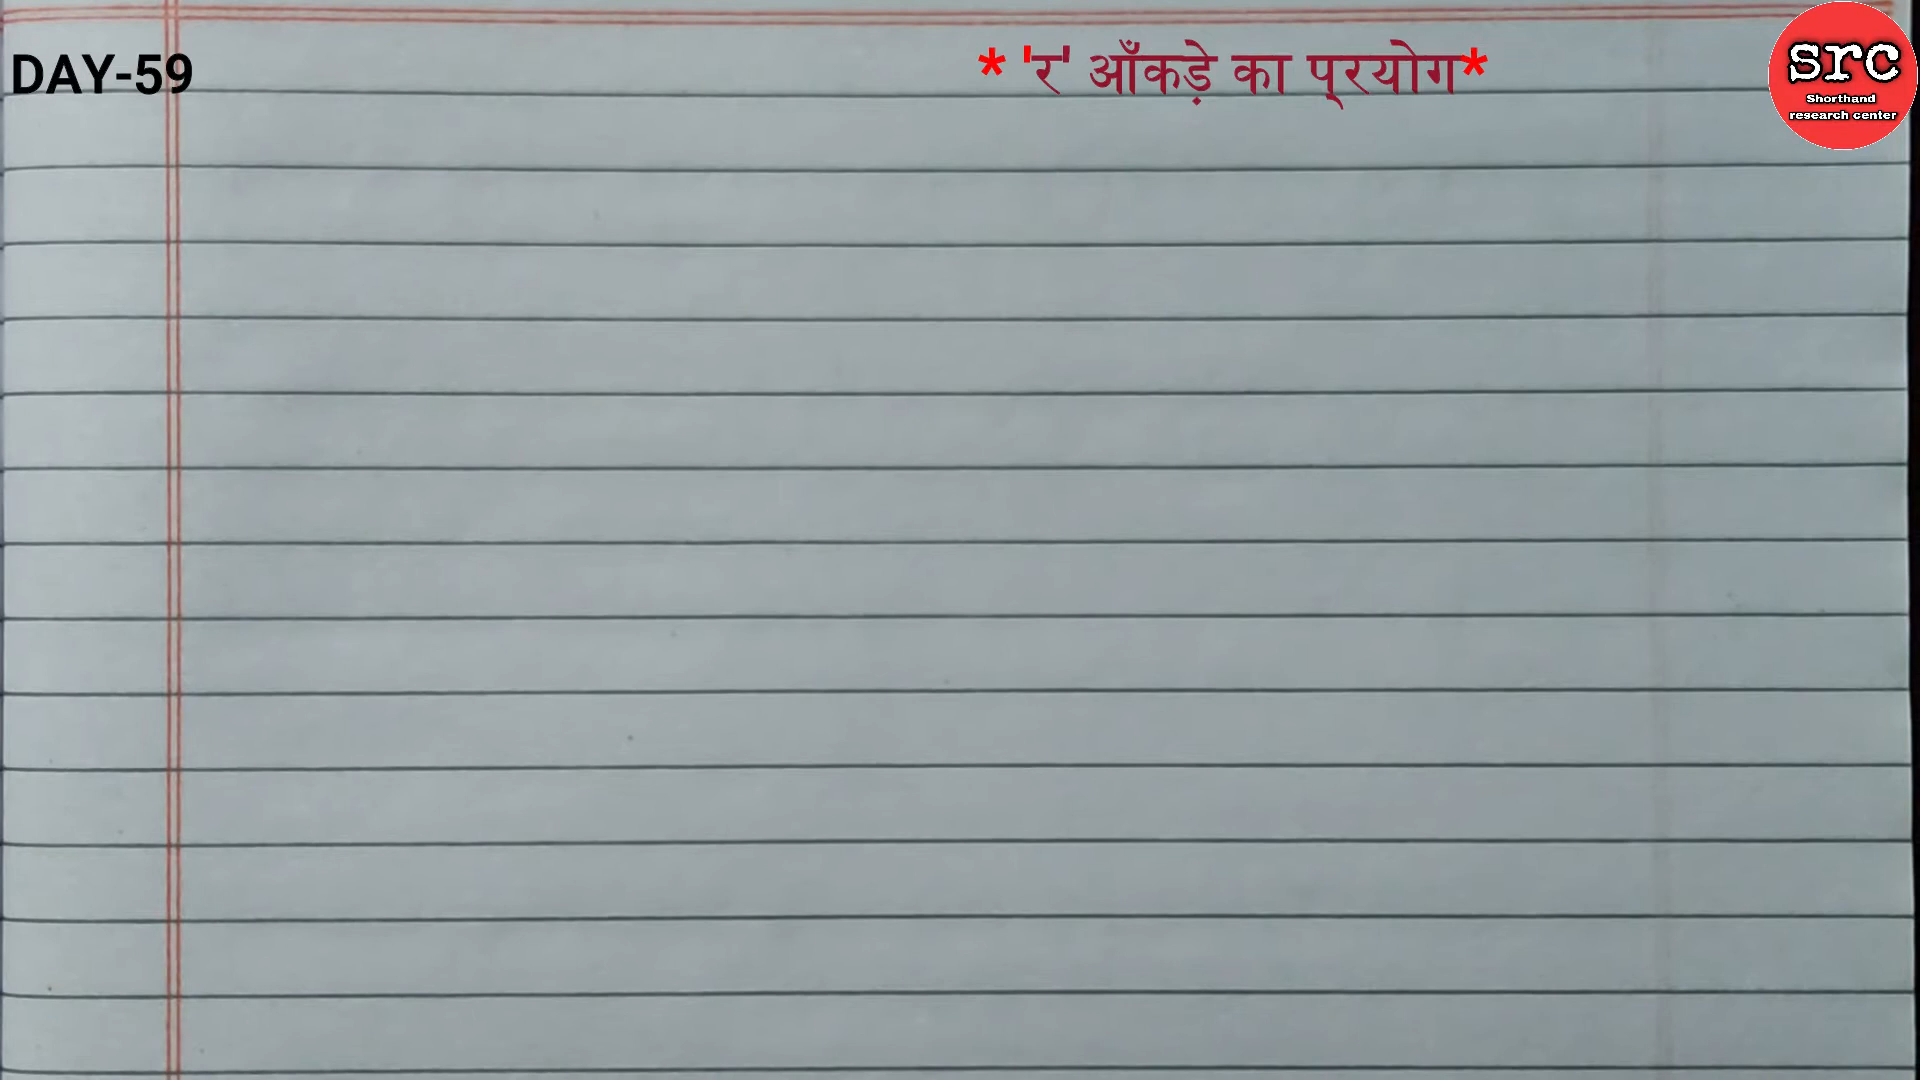 DAY-59
* 'र' आँकड़े का प्रयोग*
src
Shorthand
research center